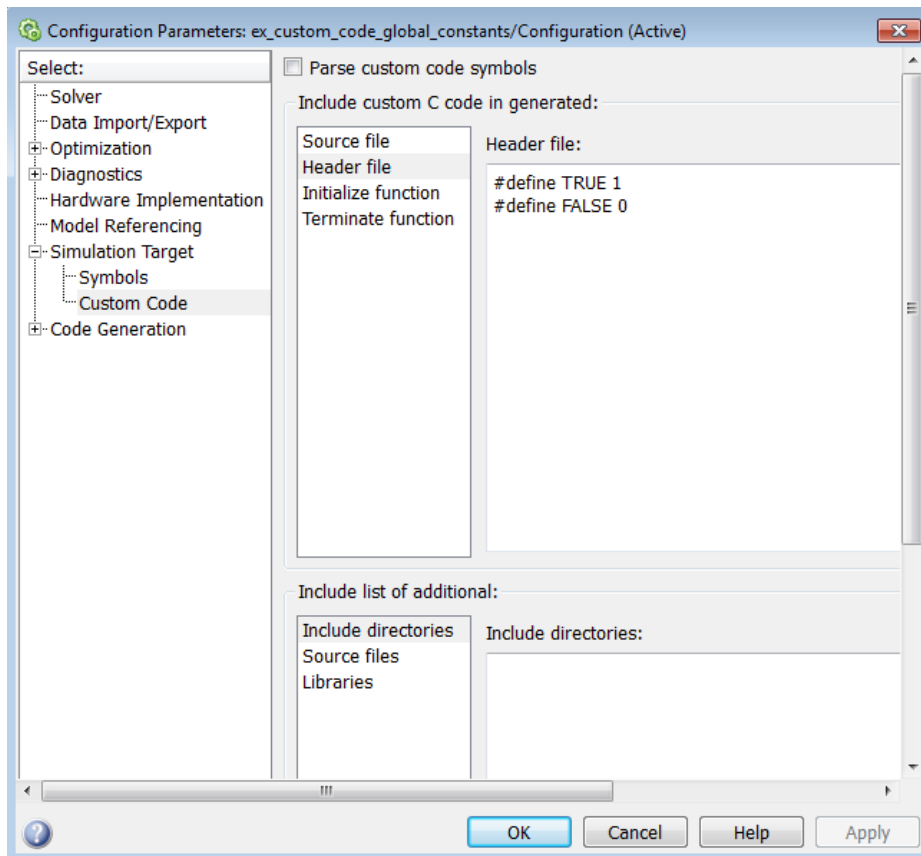 Configuration Parameters: ex_custom_code_global_constants/Configuration (Active)
Select:
Solver
Data Import/Export
Optimization
Diagnostics
Hardware Implementation
Model Referencing
Simulation Target
Symbols
Custom Code
Code Generation
Parse custom code symbols
Include custom C code in generated:
Source file
Header file
Initialize function
Terminate function
Header file:
#define TRUE 1
#define FALSE 0
Include list of additional:
Include directories
Source files
Libraries
Include directories:
OK
Cancel
Help
Apply